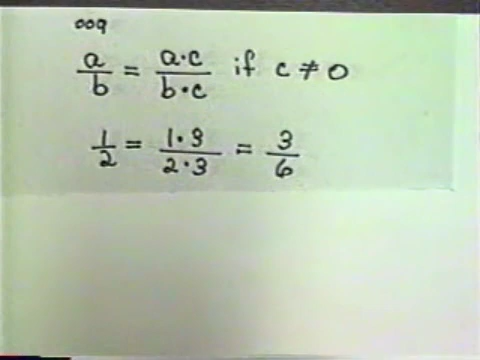 009
a/b = a·c/b·c if c ≠ 0
1/2 = 1·3/2·3 = 3/6